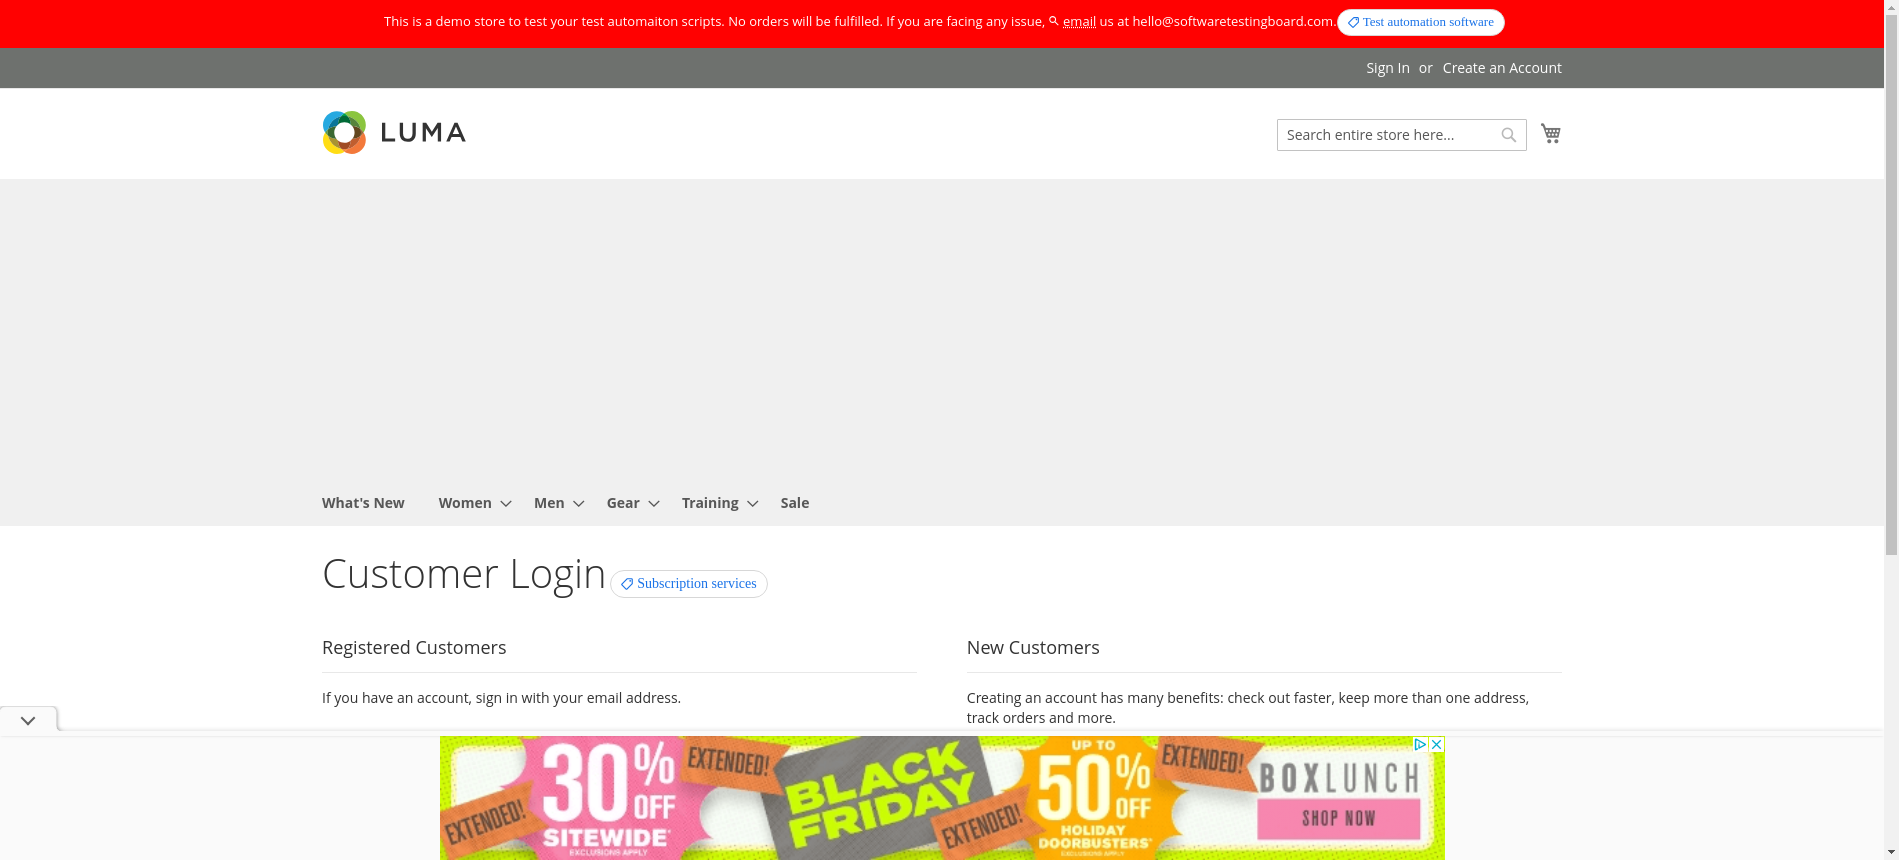 This is a demo store to test your test automaiton scripts. No orders will be fulfilled. If you are facing any issue, email us at hello@softwaretestingboard.com. Test automation software
Sign In or Create an Account
LUMA
Search entire store here...
What's New Women Men Gear Training Sale
Customer Login Subscription services
Registered Customers
If you have an account, sign in with your email address.
New Customers
Creating an account has many benefits: check out faster, keep more than one address,
track orders and more.
EXTENDED!
30% OFF
SITEWIDE*
EXCLUSIONS APPLY
EXTENDED!
BLACK
FRIDAY
EXTENDED!
UP TO
50% OFF
HOLIDAY
DOORBUSTERS*
EXCLUSIONS APPLY
EXTENDED!
BOXLUNCH
SHOP NOW